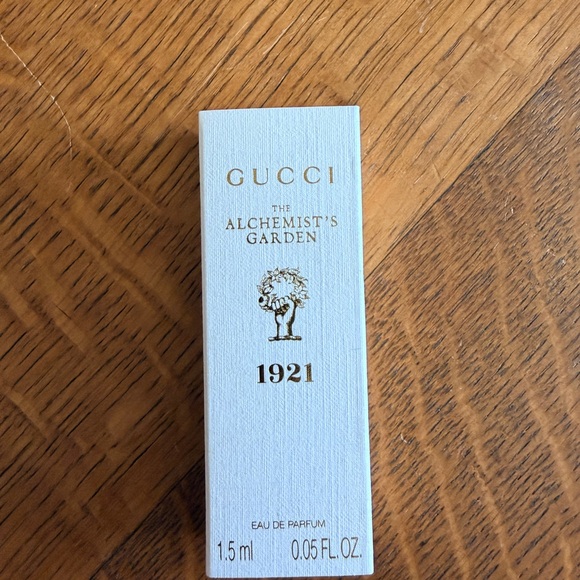 GUCCI
THE
ALCHEMIST'S
GARDEN
1921
EAU DE PARFUM
1.5 ml 0.05 FL.OZ.